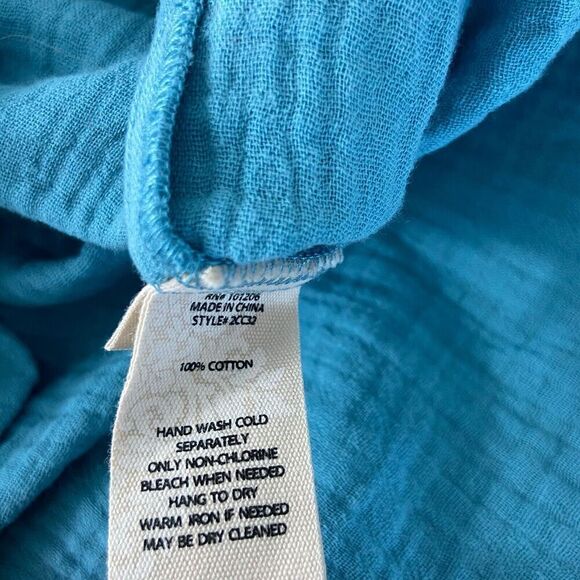 RN# 101206
MADE IN CHINA
STYLE# 2CC32
100% COTTON
HAND WASH COLD
SEPARATELY
ONLY NON-CHLORINE
BLEACH WHEN NEEDED
HANG TO DRY
WARM IRON IF NEEDED
MAY BE DRY CLEANED